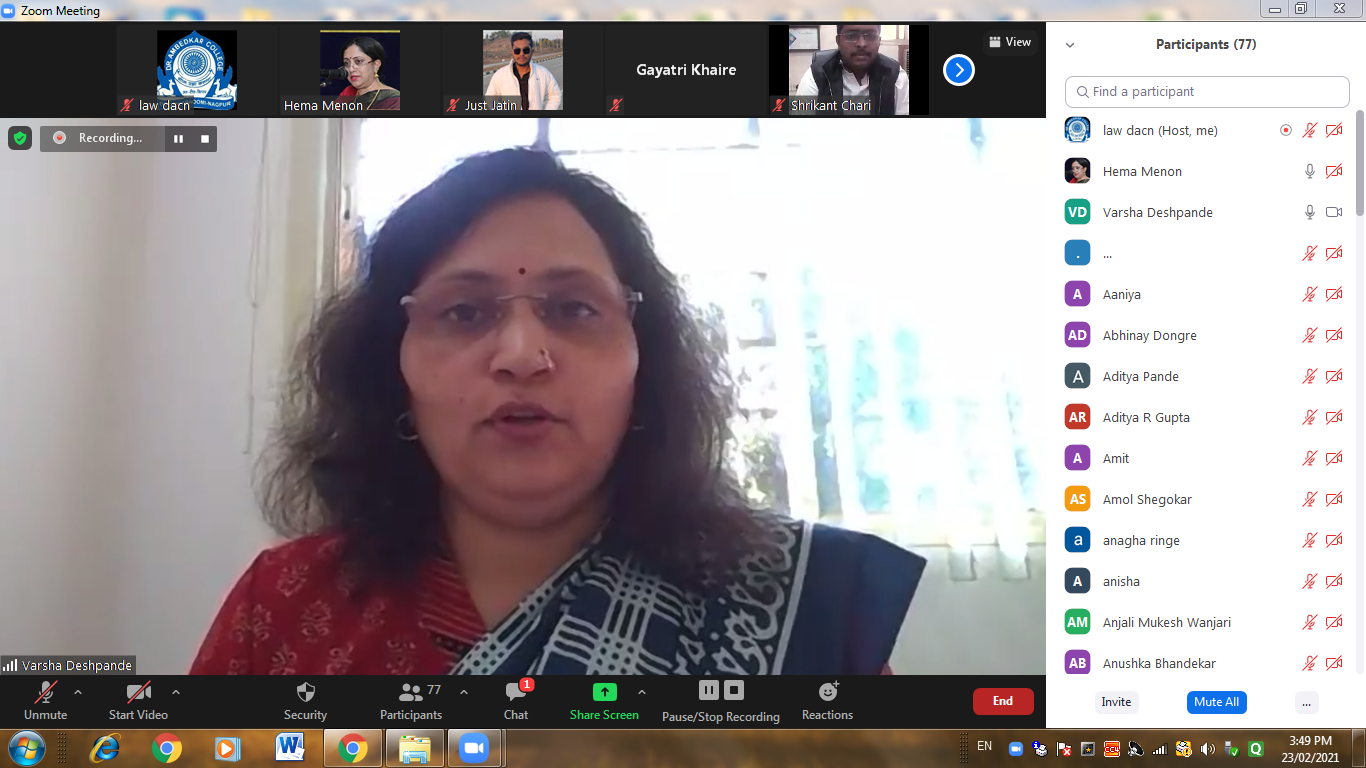 Zoom Meeting
DR. AMBEDKAR COLLEGE
law dacn
Hema Menon
Just Jatin
Gayatri Khaire
Shrikant Chari
View
Recording...
Varsha Deshpande
Participants (77)
Find a participant
law dacn (Host, me)
Hema Menon
VD Varsha Deshpande
. ...
A Aaniya
AD Abhinay Dongre
A Aditya Pande
AR Aditya R Gupta
A Amit
AS Amol Shegokar
a anagha ringe
A anisha
AM Anjali Mukesh Wanjari
AB Anushka Bhandekar
Invite
Mute All
...
Unmute
Start Video
Security
77
Participants
1
Chat
Share Screen
Pause/Stop Recording
Reactions
End
EN
3:49 PM
23/02/2021